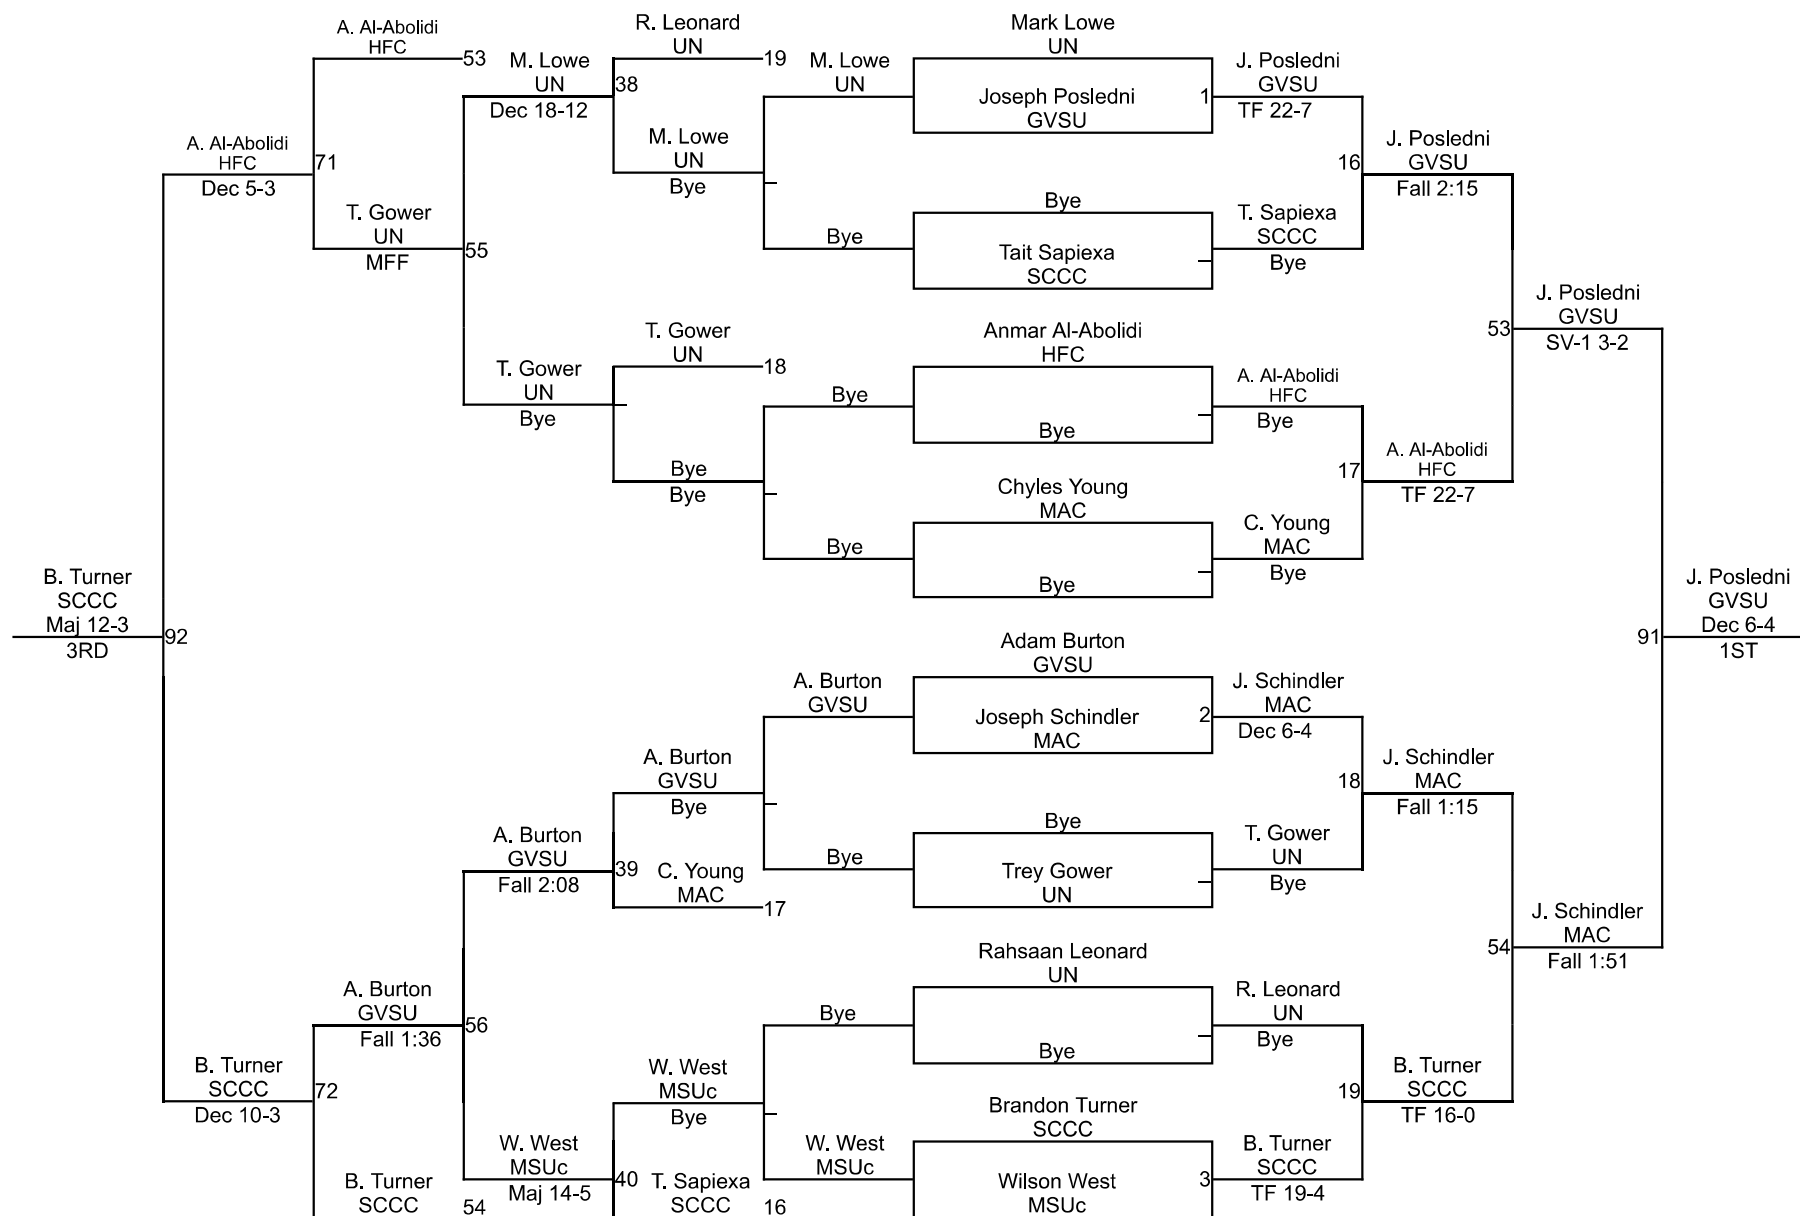 A. Al-Abolidi
HFC
53
R. Leonard
UN
19
Mark Lowe
UN
M. Lowe
UN
Dec 18-12
38
M. Lowe
UN
Joseph Posledni
GVSU
1
J. Posledni
GVSU
TF 22-7
A. Al-Abolidi
HFC
Dec 5-3
71
M. Lowe
UN
Bye
16
J. Posledni
GVSU
Fall 2:15
T. Gower
UN
MFF
55
Bye
Bye
Tait Sapiexa
SCCC
T. Sapiexa
SCCC
Bye
J. Posledni
GVSU
SV-1 3-2
53
T. Gower
UN
18
Anmar Al-Abolidi
HFC
T. Gower
UN
Bye
Bye
Bye
A. Al-Abolidi
HFC
Bye
Bye
Bye
Chyles Young
MAC
17
A. Al-Abolidi
HFC
TF 22-7
Bye
Bye
C. Young
MAC
Bye
B. Turner
SCCC
Maj 12-3
3RD
92
91
J. Posledni
GVSU
Dec 6-4
1ST
Adam Burton
GVSU
A. Burton
GVSU
Joseph Schindler
MAC
2
J. Schindler
MAC
Dec 6-4
A. Burton
GVSU
Bye
18
J. Schindler
MAC
Fall 1:15
A. Burton
GVSU
Fall 2:08
39
C. Young
MAC
17
Bye
Bye
Trey Gower
UN
T. Gower
UN
Bye
54
J. Schindler
MAC
Fall 1:51
Rahsaan Leonard
UN
A. Burton
GVSU
Fall 1:36
56
Bye
Bye
R. Leonard
UN
Bye
B. Turner
SCCC
Dec 10-3
72
W. West
MSUc
Bye
Brandon Turner
SCCC
19
B. Turner
SCCC
TF 16-0
B. Turner
SCCC
54
W. West
MSUc
Maj 14-5
40
T. Sapiexa
SCCC
16
W. West
MSUc
Wilson West
MSUc
3
B. Turner
SCCC
TF 19-4